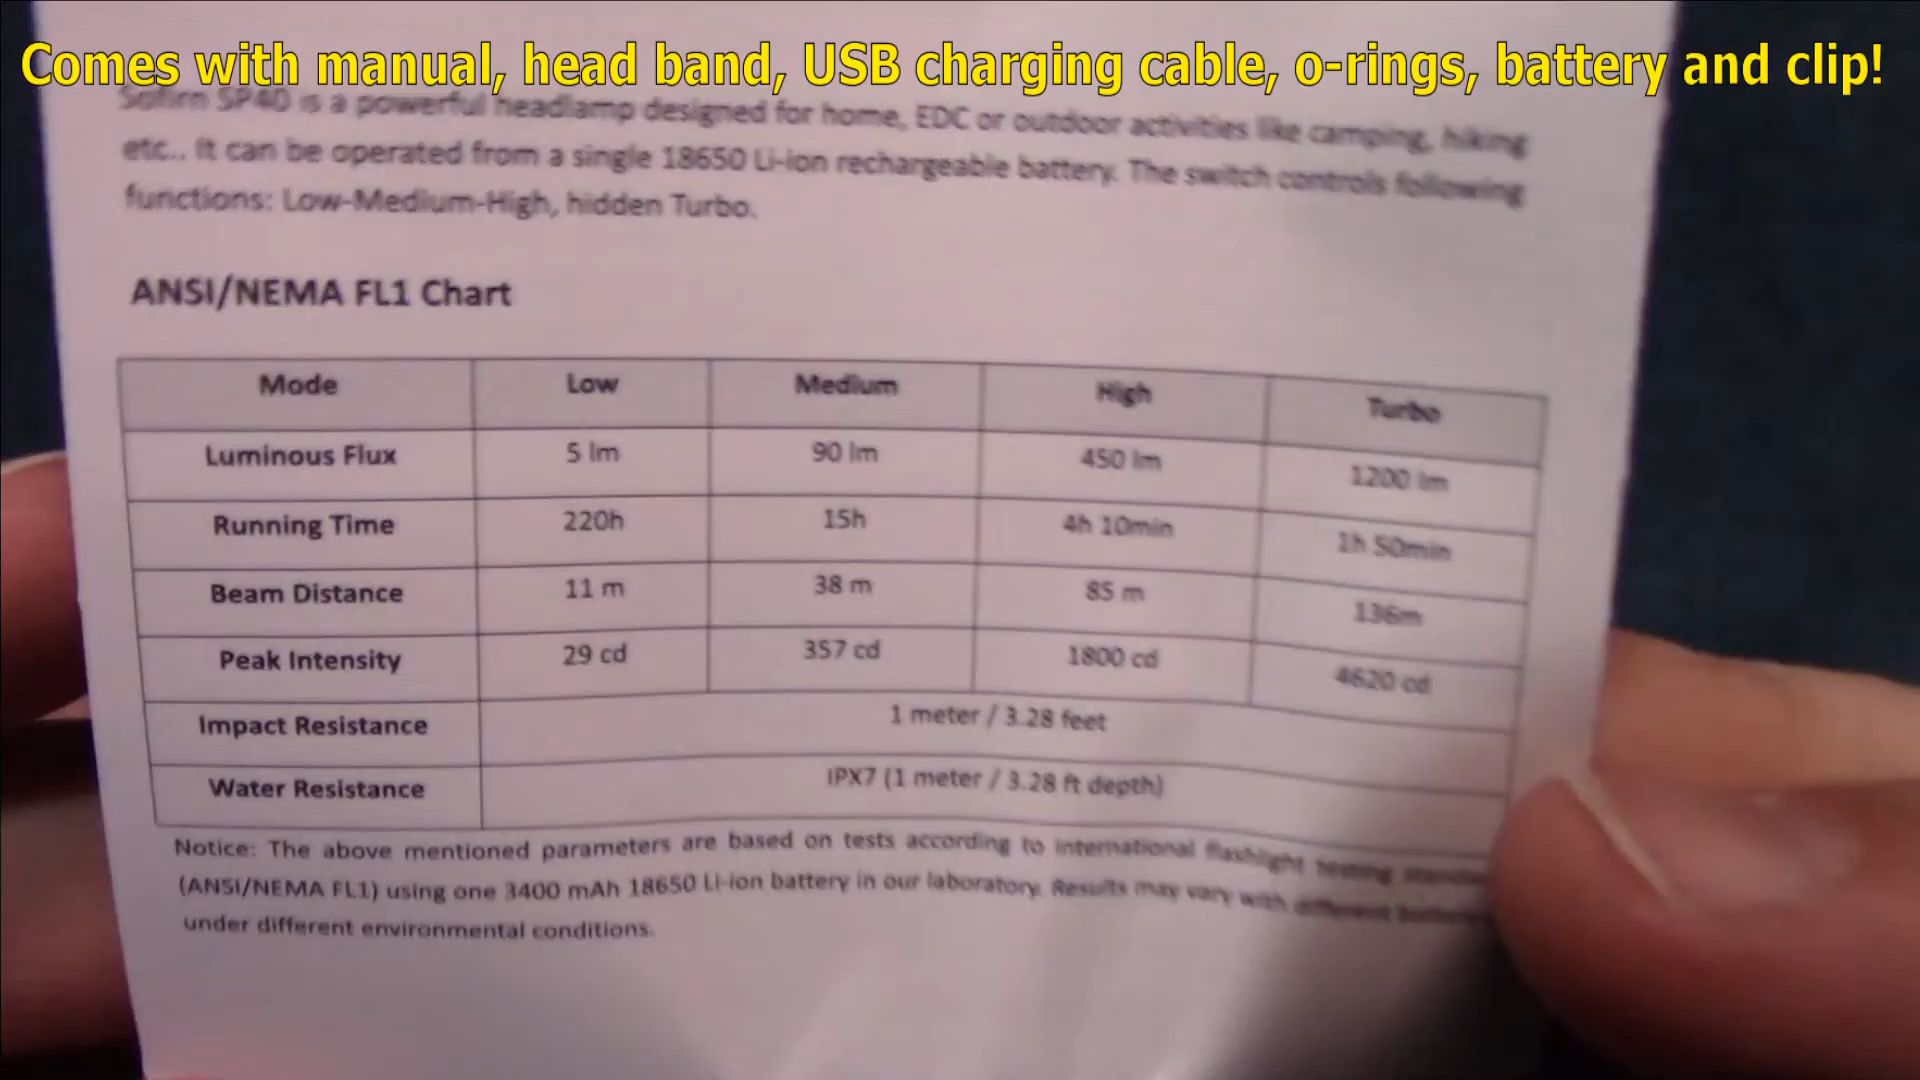 Comes with manual, head band, USB charging cable, o-rings, battery and clip!
Sofirn SP40 is a powerful headlamp designed for home, EDC or outdoor activities like camping, hiking
etc.. It can be operated from a single 18650 Li-ion rechargeable battery. The switch controls following
functions: Low-Medium-High, hidden Turbo.
ANSI/NEMA FL1 Chart
Mode Low Medium High Turbo
Luminous Flux 5 lm 90 lm 450 lm 1200 lm
Running Time 220h 15h 4h 10min 1h 50min
Beam Distance 11 m 38 m 85 m 136m
Peak Intensity 29 cd 357 cd 1800 cd 4620 cd
Impact Resistance 1 meter / 3.28 feet
Water Resistance IPX7 (1 meter / 3.28 ft depth)
Notice: The above mentioned parameters are based on tests according to international flashlight testing
(ANSI/NEMA FL1) using one 3400 mAh 18650 Li-ion battery in our laboratory. Results may vary with different
under different environmental conditions.